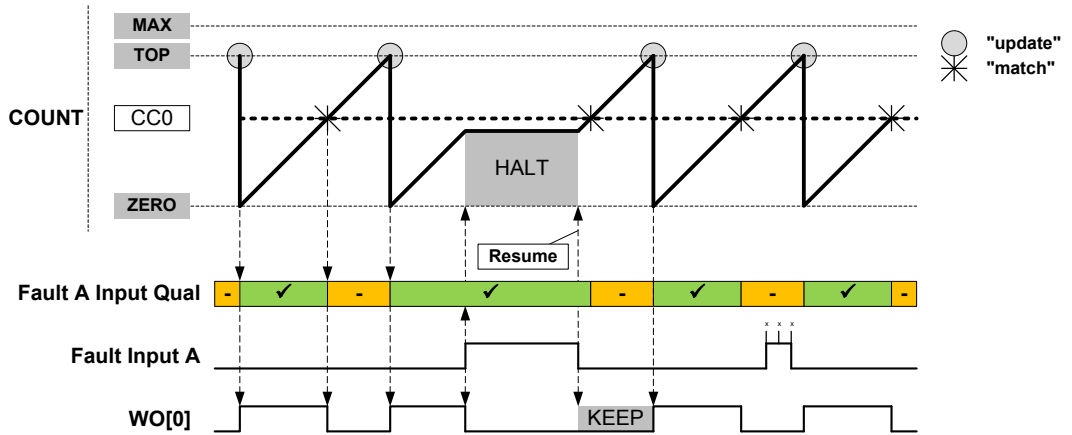 MAX
TOP
"update"
"match"
COUNT
CC0
HALT
ZERO
Resume
Fault A Input Qual
- ✓ - ✓ - ✓ - ✓ -
x x x
Fault Input A
WO[0]
KEEP